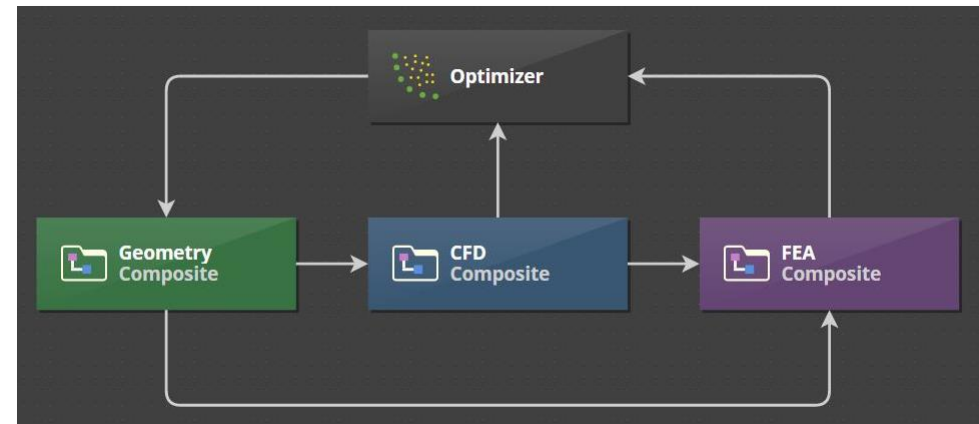 Optimizer
Geometry
Composite
CFD
Composite
FEA
Composite